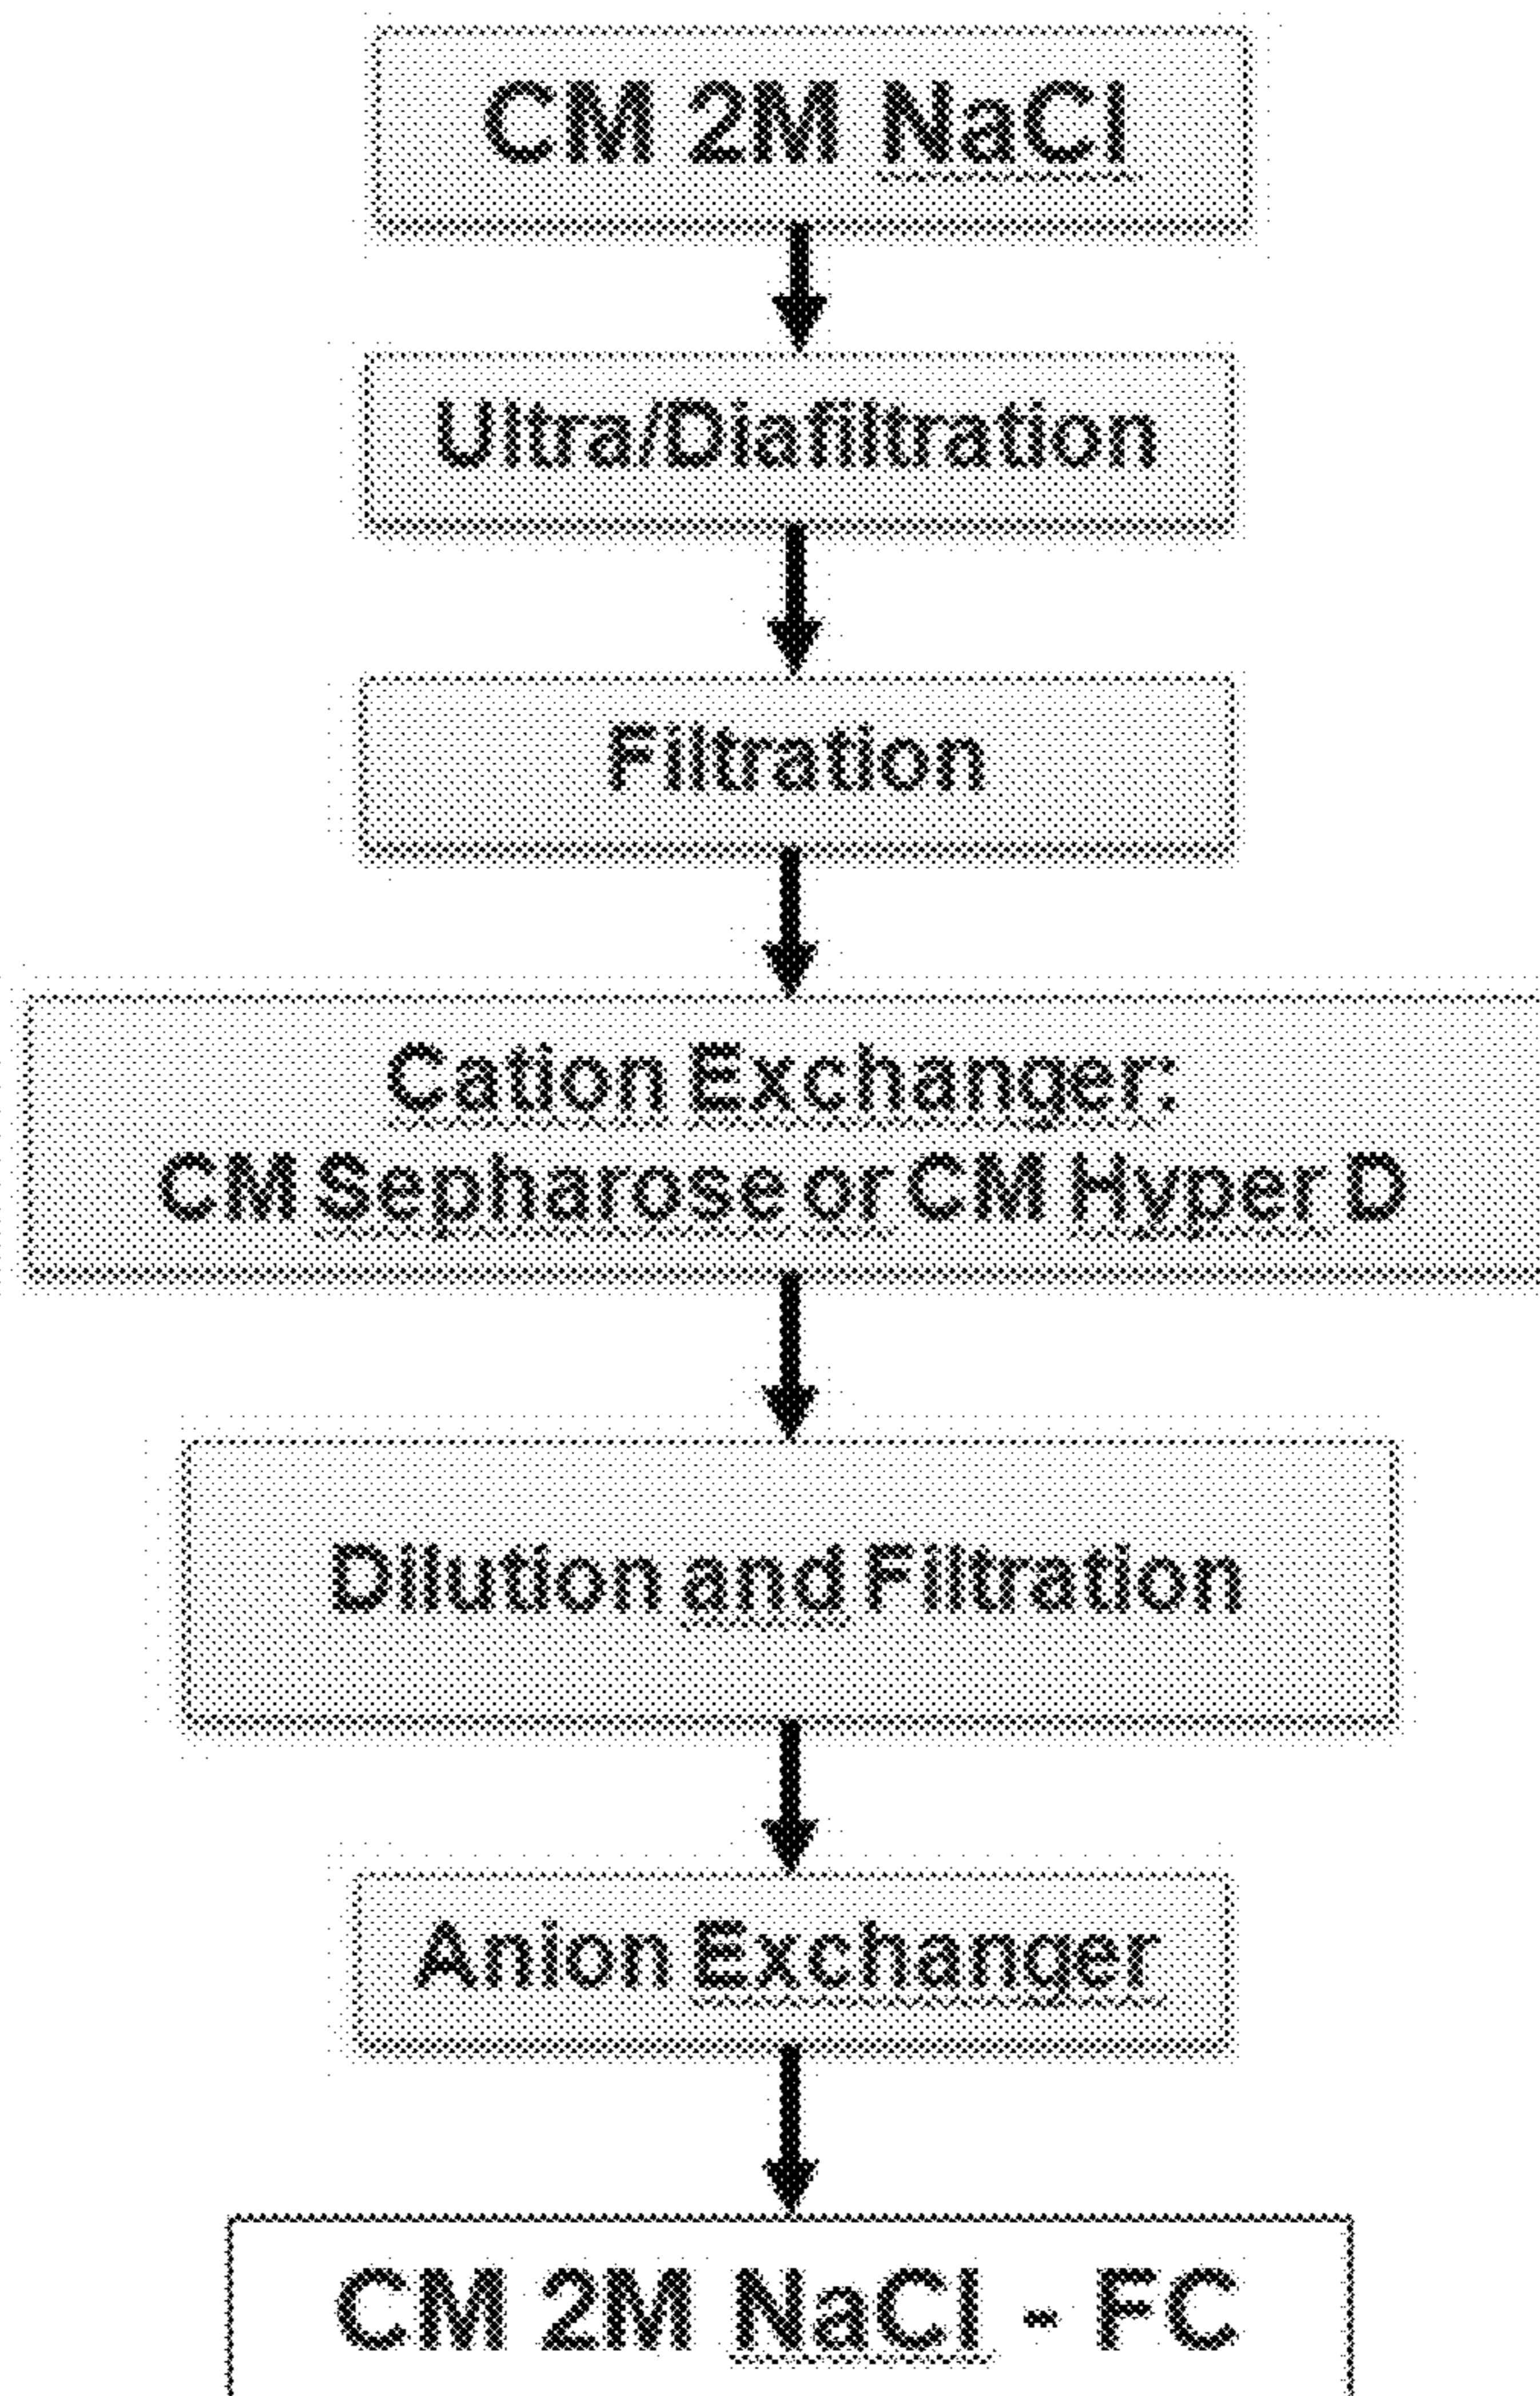 CM 2M NaCl
Ultra/Diafiltration
Filtration
Cation Exchanger:
CM Sepharose or CM Hyper D
Dilution and Filtration
Anion Exchanger
CM 2M NaCl - FC